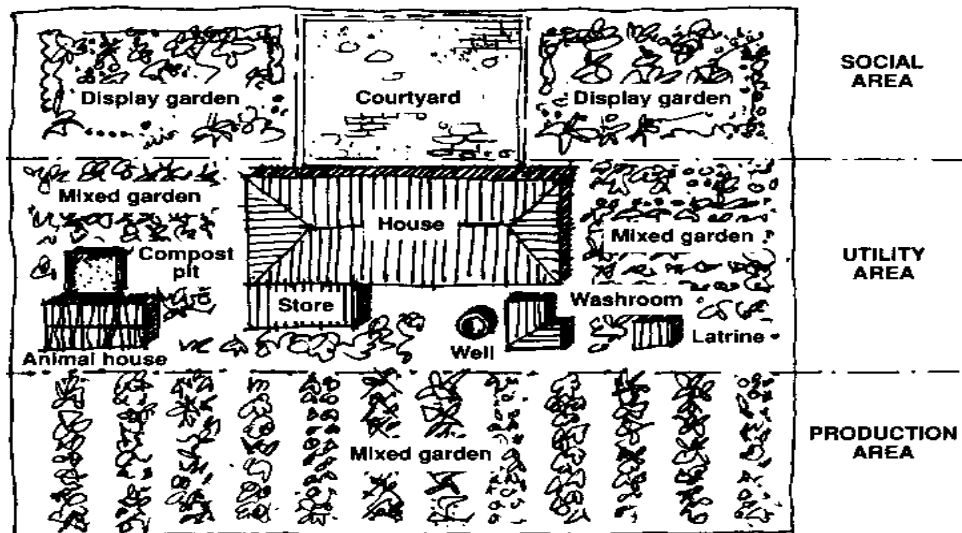 SOCIAL
AREA
Display garden
Courtyard
Display garden
Mixed garden
House
Mixed garden
UTILITY
AREA
Compost
pit
Store
Washroom
Well
Latrine
Animal house
Mixed garden
PRODUCTION
AREA